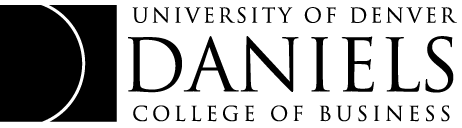 UNIVERSITY OF DENVER
DANIELS
COLLEGE OF BUSINESS